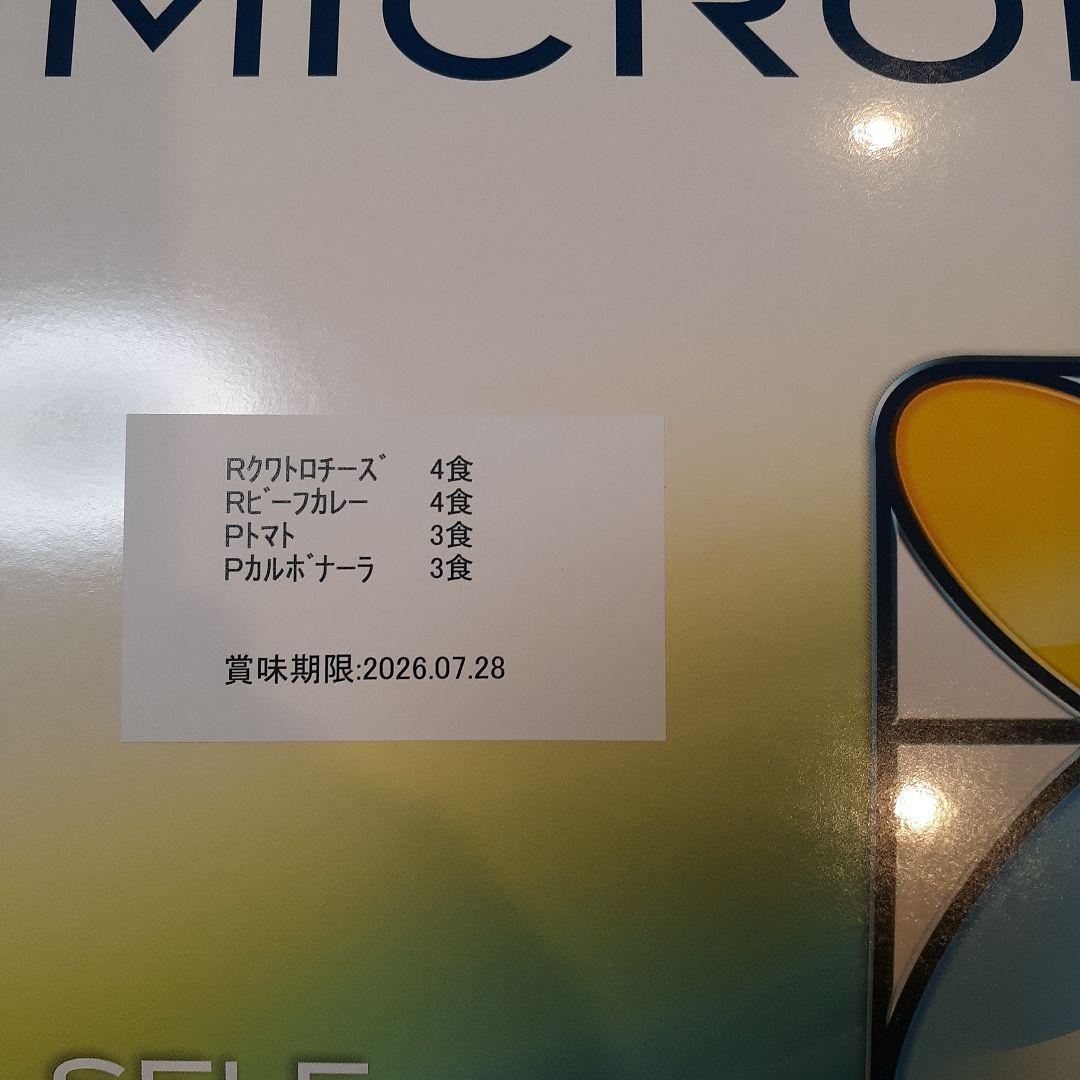 MICRO
Rｸﾜﾄﾛﾁｰｽﾞ 4食
Rﾋﾞｰﾌｶﾚｰ 4食
Pﾄﾏﾄ 3食
Pｶﾙﾎﾞﾅｰﾗ 3食
賞味期限:2026.07.28
SELF